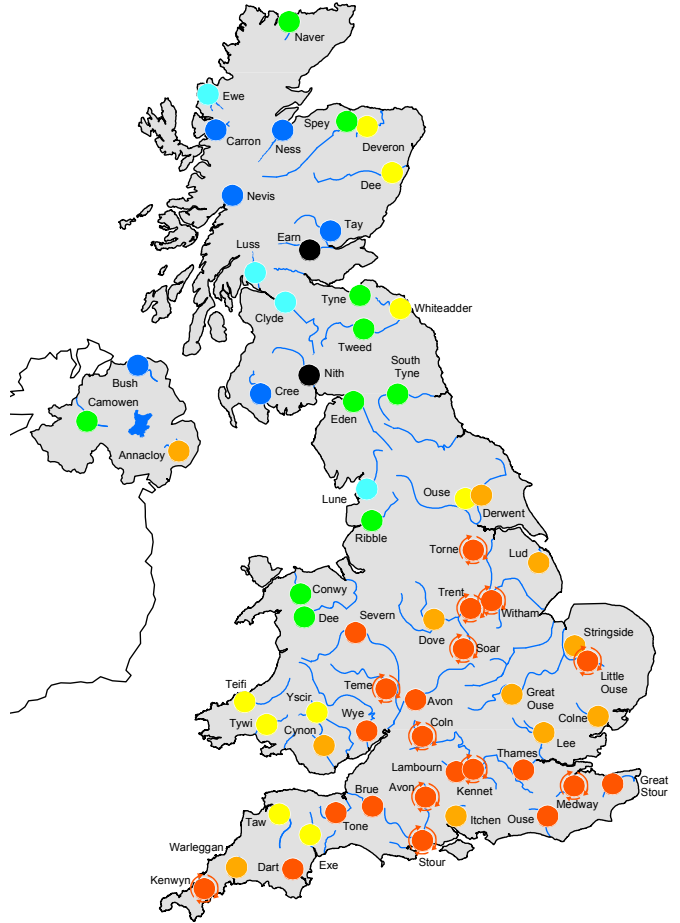 Naver
Ewe
Spey
Carron
Ness
Deveron
Dee
Nevis
Tay
Earn
Luss
Tyne
Whiteadder
Clyde
Tweed
South
Tyne
Nith
Bush
Cree
Camowen
Eden
Annacloy
Ouse
Lune
Derwent
Ribble
Torne
Lud
Conwy
Trent
Dee
Severn
Witham
Dove
Stringside
Soar
Little
Ouse
Teme
Teifi
Yscir
Avon
Great
Ouse
Tywi
Wye
Coln
Colne
Cynon
Lee
Lambourn
Thames
Kennet
Great
Stour
Brue
Avon
Medway
Taw
Tone
Itchen
Ouse
Warleggan
Exe
Stour
Dart
Kenwyn